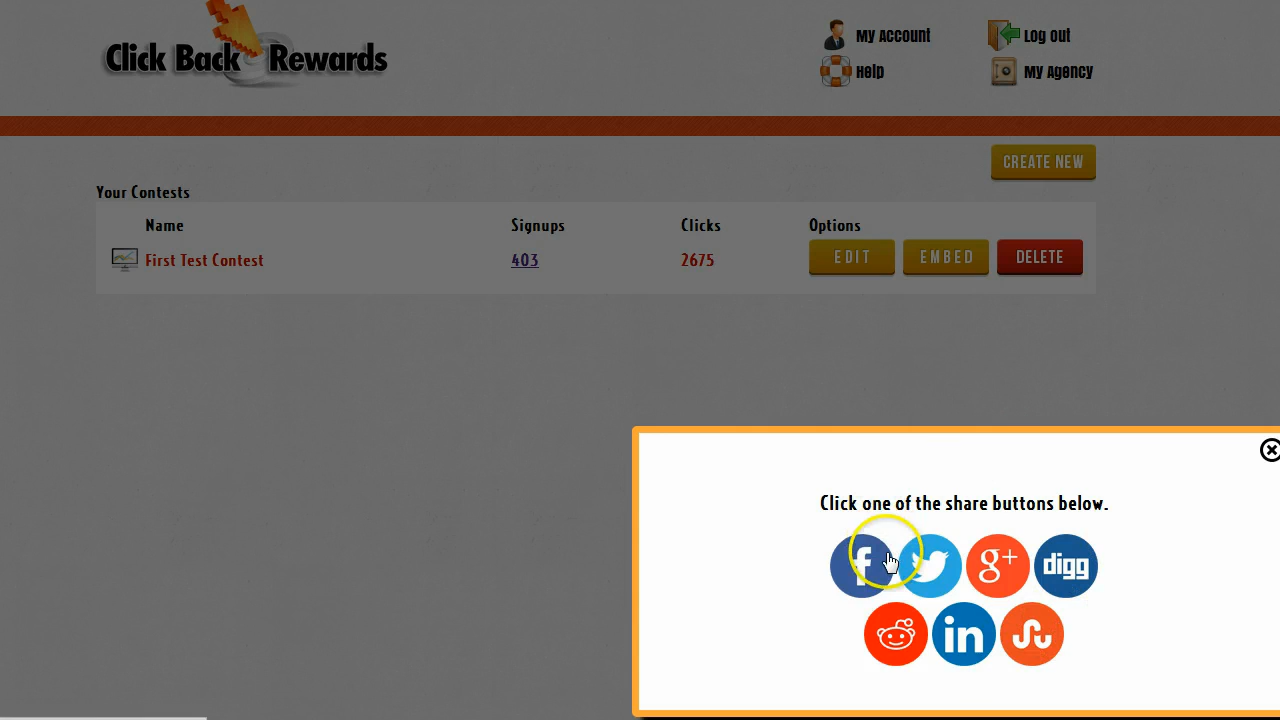 Click Back Rewards
My Account
Log Out
Help
My Agency
CREATE NEW
Your Contests
Name Signups Clicks Options
First Test Contest 403 2675 EDIT EMBED DELETE
Click one of the share buttons below.
f g+ digg
in